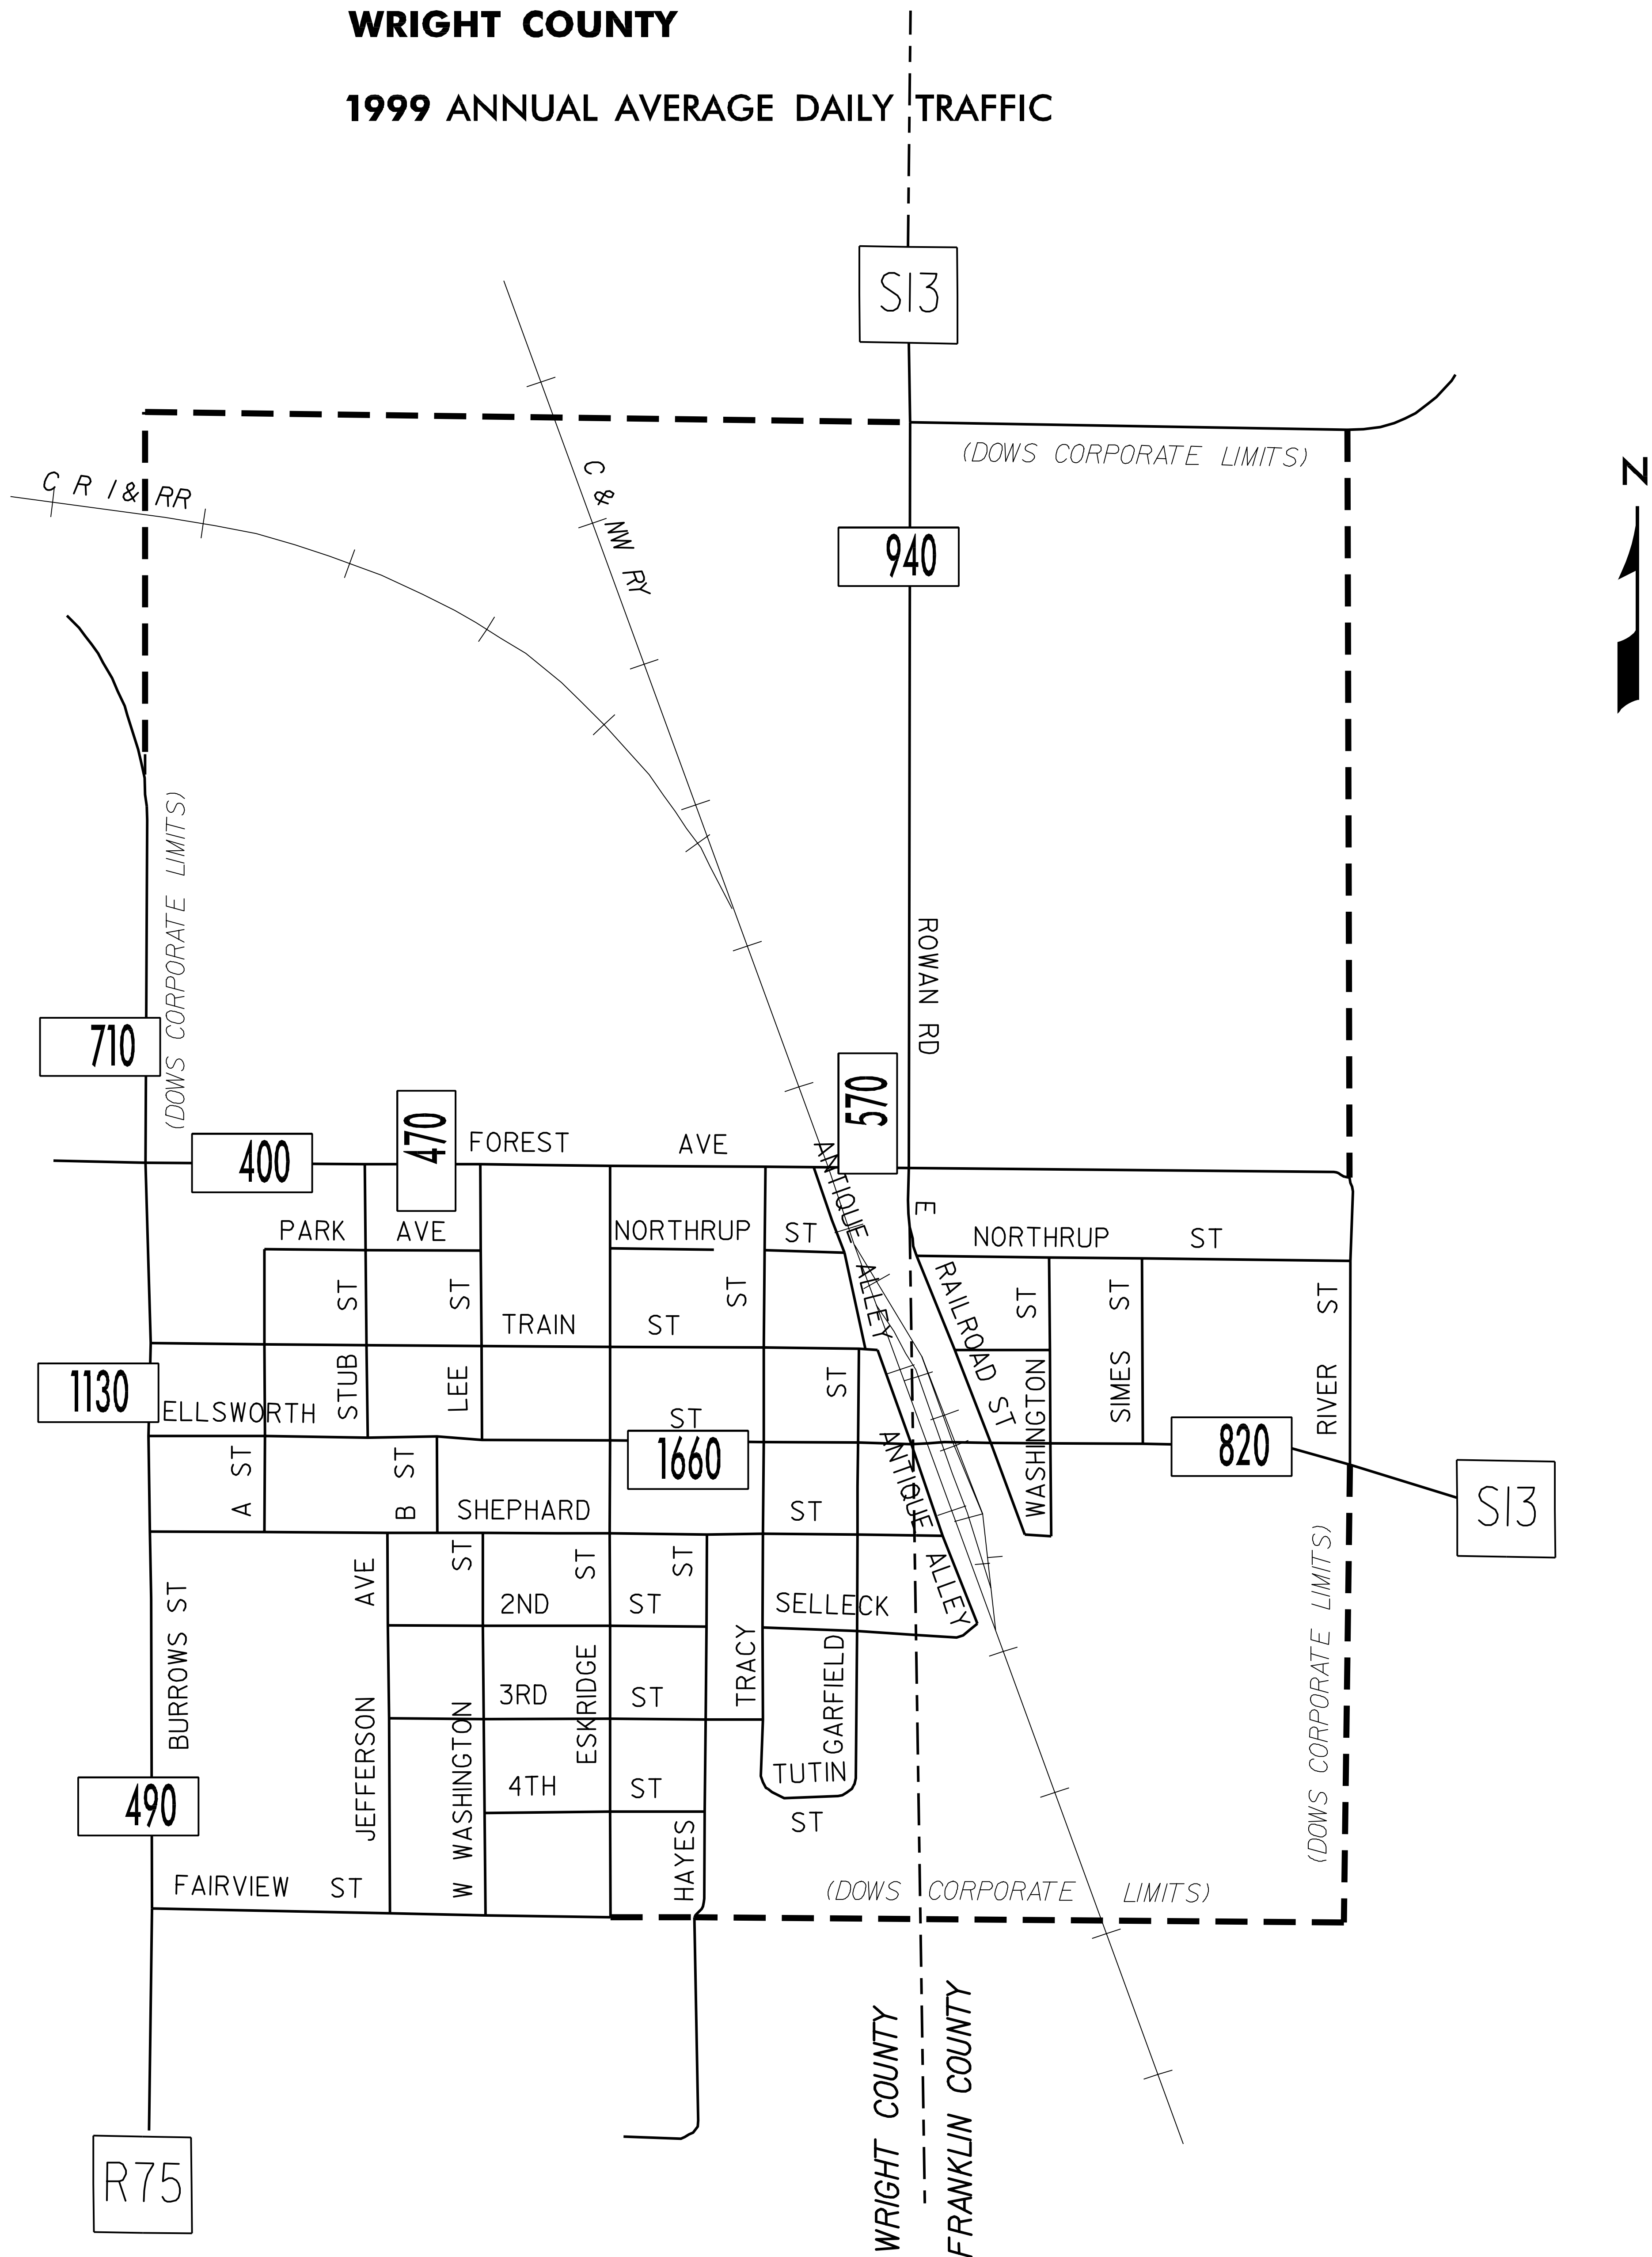 WRIGHT COUNTY
1999 ANNUAL AVERAGE DAILY TRAFFIC
S13
(DOWS CORPORATE LIMITS)
N
C R I & RR
C & NW RY
940
(DOWS CORPORATE LIMITS)
ROWAN RD
710
570
470
400
FOREST AVE
ANTIQUE ALLEY
E
PARK AVE
NORTHRUP ST
NORTHRUP ST
STUB ST
LEE ST
TRAIN ST
RAILROAD ST
WASHINGTON ST
SIMES ST
RIVER ST
1130
ELLSWORTH ST
1660
820
S13
A ST
B ST
SHEPHARD ST
ANTIQUE ALLEY
BURROWS ST
JEFFERSON AVE
W WASHINGTON ST
ESKRIDGE ST
HAYES ST
TRACY ST
GARFIELD ST
2ND ST
SELLECK
3RD ST
4TH ST
TUTIN ST
490
FAIRVIEW ST
(DOWS CORPORATE LIMITS)
(DOWS CORPORATE LIMITS)
WRIGHT COUNTY
FRANKLIN COUNTY
R75